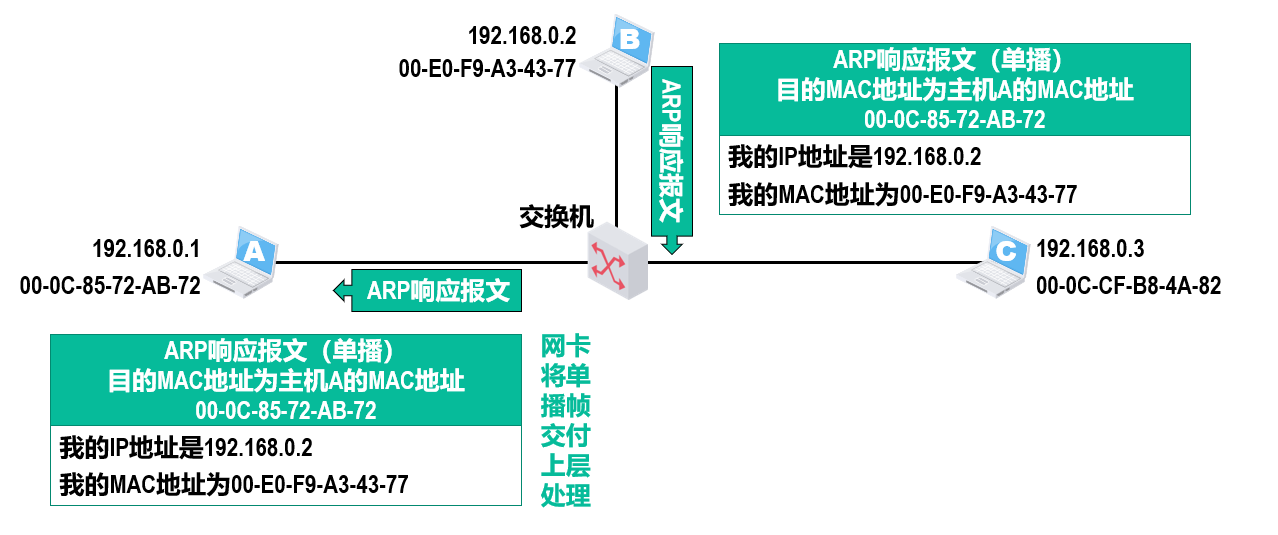 192.168.0.2
00-E0-F9-A3-43-77
B
ARP响应报文
ARP响应报文（单播）
目的MAC地址为主机A的MAC地址
00-0C-85-72-AB-72
我的IP地址是192.168.0.2
我的MAC地址为00-E0-F9-A3-43-77
交换机
192.168.0.1
00-0C-85-72-AB-72
A
C
192.168.0.3
00-0C-CF-B8-4A-82
ARP响应报文
ARP响应报文（单播）
目的MAC地址为主机A的MAC地址
00-0C-85-72-AB-72
我的IP地址是192.168.0.2
我的MAC地址为00-E0-F9-A3-43-77
网卡
将单
播帧
交付
上层
处理